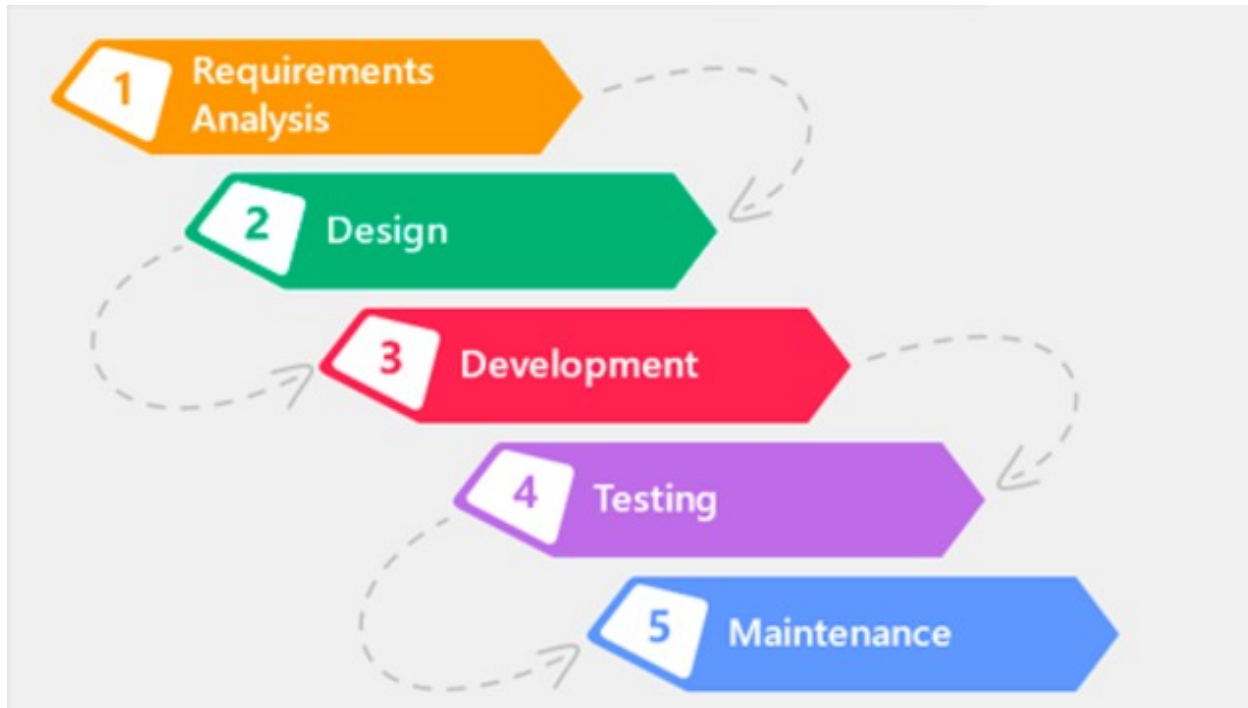 1
Requirements
Analysis
2
Design
3
Development
4
Testing
5
Maintenance